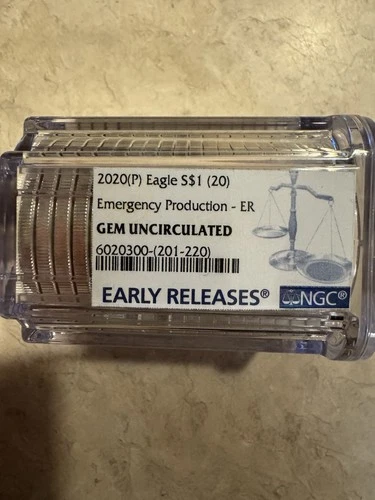 2020(P) Eagle S$1 (20)
Emergency Production - ER
GEM UNCIRCULATED
6020300-(201-220)
EARLY RELEASES®
NGC®